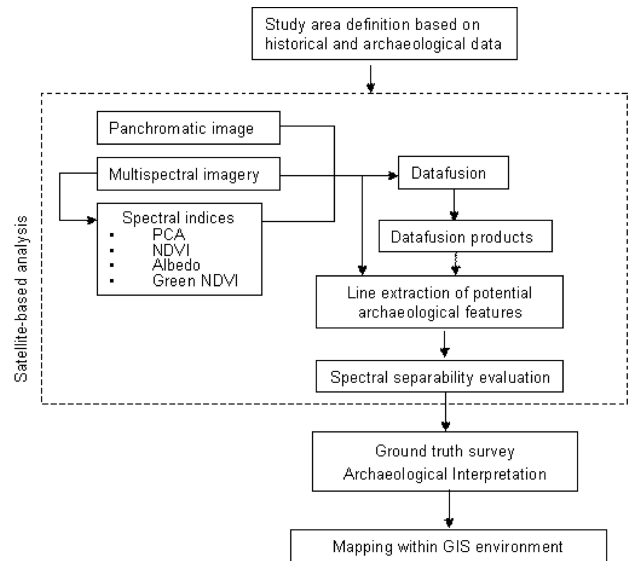 Study area definition based on
historical and archaeological data
Satellite-based analysis
Panchromatic image
Multispectral imagery
Datafusion
Spectral indices
▪ PCA
▪ NDVI
▪ Albedo
▪ Green NDVI
Datafusion products
Line extraction of potential
archaeological features
Spectral separability evaluation
Ground truth survey
Archaeological Interpretation
Mapping within GIS environment